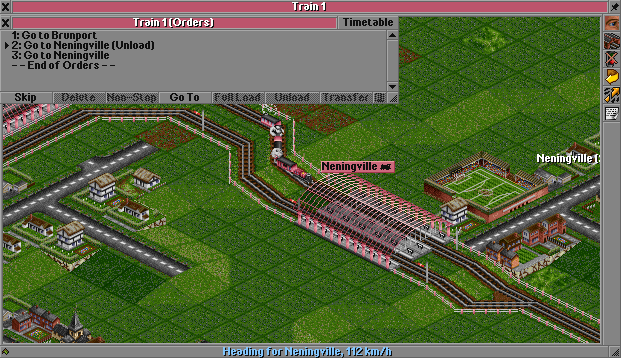 Train 1
Train 1 (Orders)
Timetable
1: Go to Brunport
2: Go to Neningville (Unload)
3: Go to Neningville
- - End of Orders - -
Skip
Delete
Non-Stop
Go To
Full Load
Unload
Transfer
Neningville
Neningville (
Heading for Neningville, 112 km/h